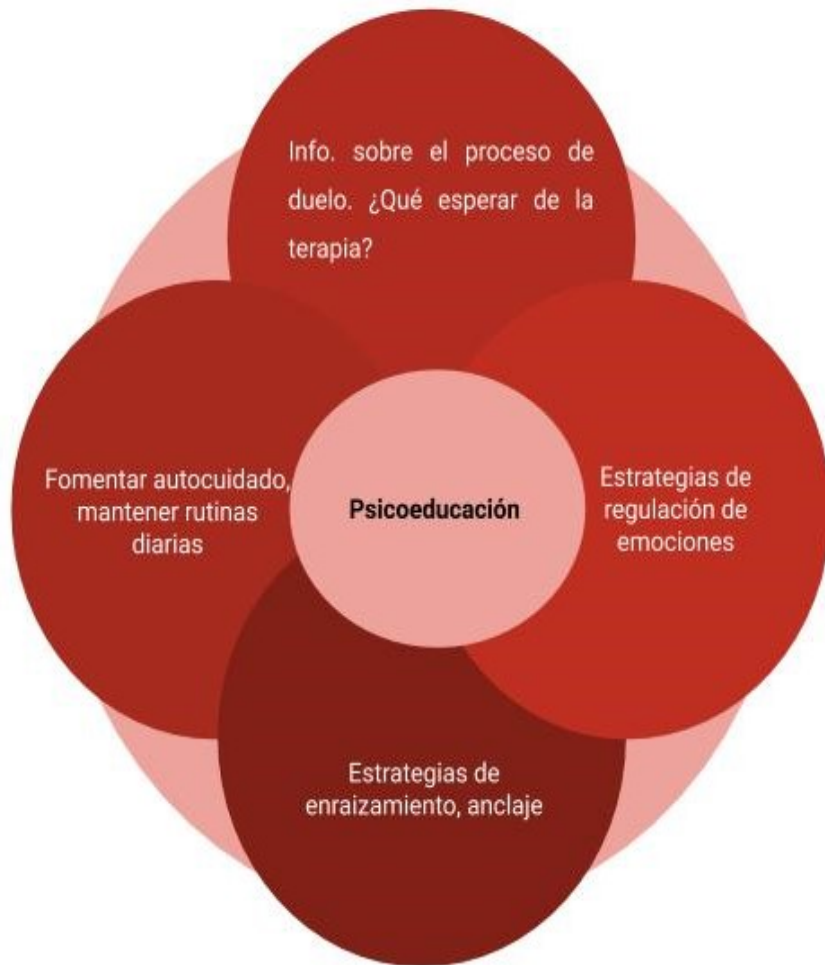 Info. sobre el proceso de
duelo. ¿Qué esperar de la
terapia?
Fomentar autocuidado,
mantener rutinas
diarias
Psicoeducación
Estrategias de
regulación de
emociones
Estrategias de
enraizamiento, anclaje